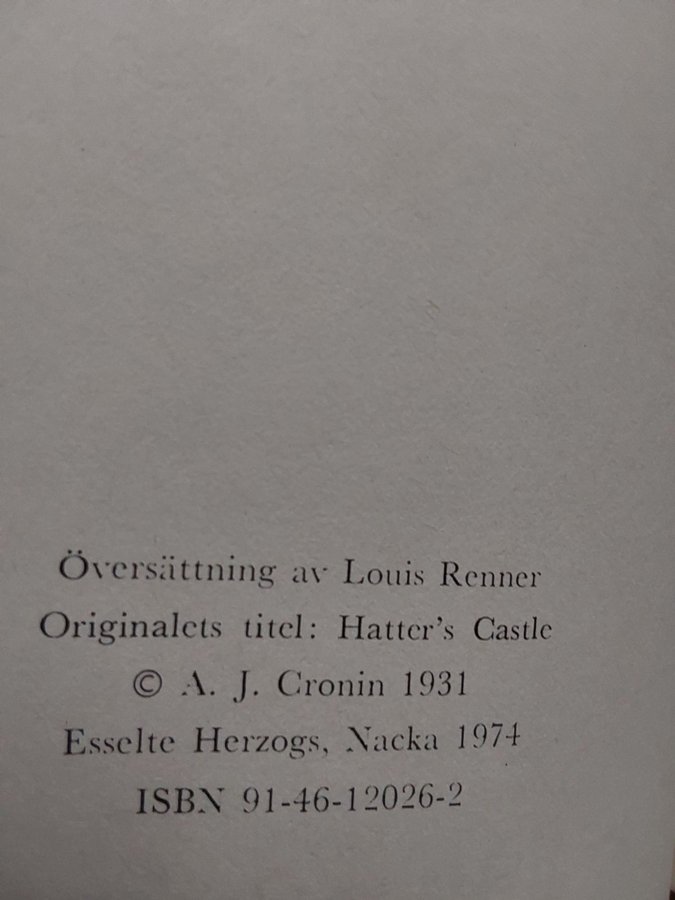 Översättning av Louis Renner
Originalets titel: Hatter's Castle
© A. J. Cronin 1931
Esselte Herzogs, Nacka 1974
ISBN 91-46-12026-2